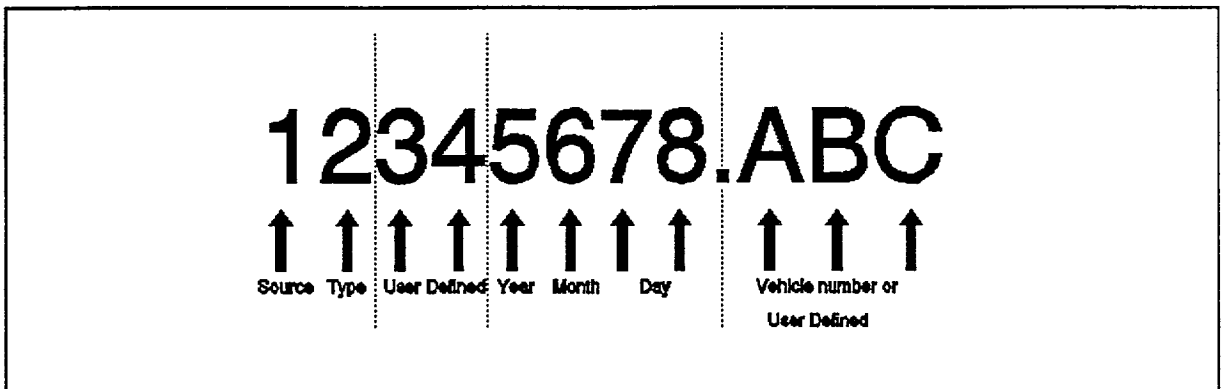 12345678.ABC
Source Type User Defined Year Month Day Vehicle number or
User Defined